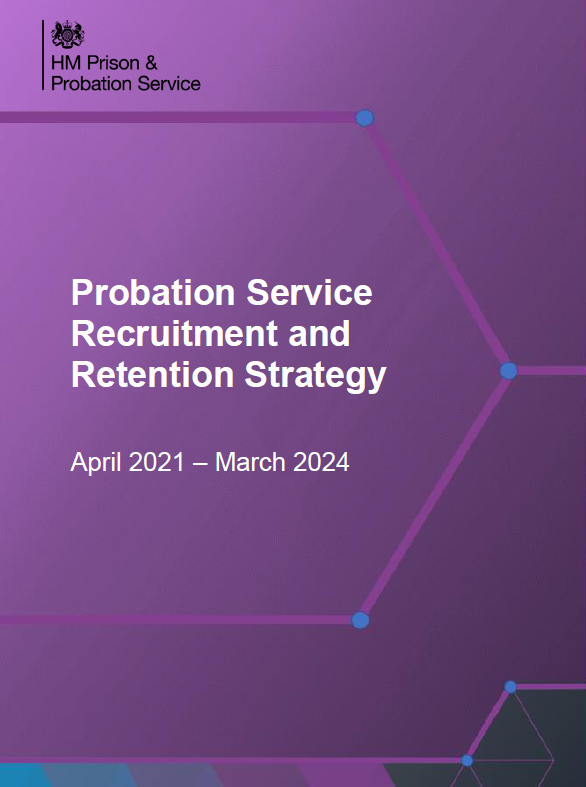 HM Prison &
Probation Service
Probation Service
Recruitment and
Retention Strategy
April 2021 – March 2024